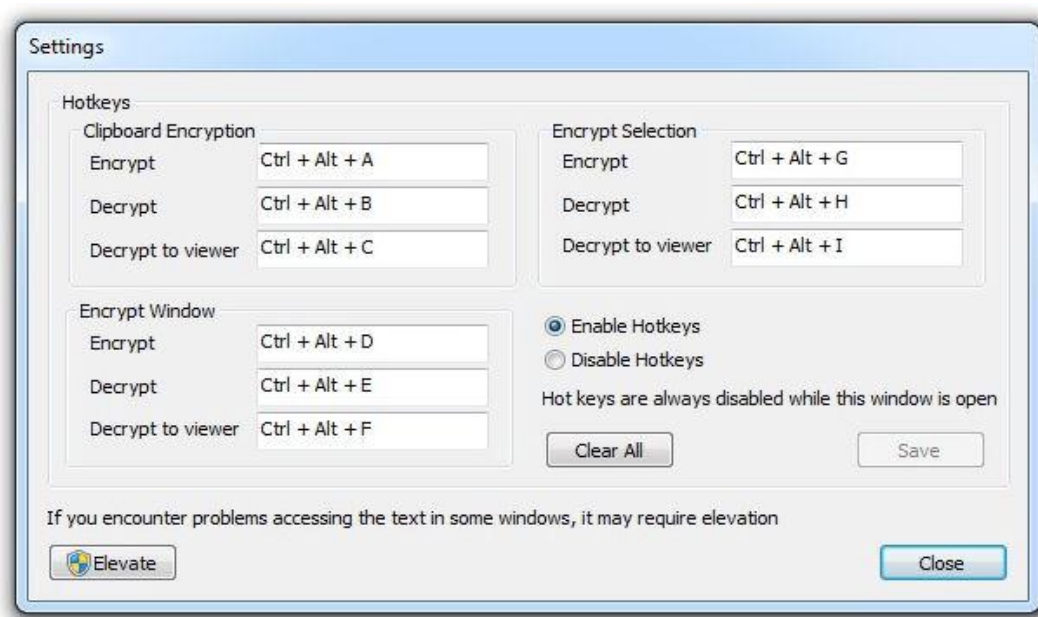 Settings
Hotkeys
Clipboard Encryption
Encrypt Ctrl + Alt + A
Decrypt Ctrl + Alt + B
Decrypt to viewer Ctrl + Alt + C
Encrypt Selection
Encrypt Ctrl + Alt + G
Decrypt Ctrl + Alt + H
Decrypt to viewer Ctrl + Alt + I
Encrypt Window
Encrypt Ctrl + Alt + D
Decrypt Ctrl + Alt + E
Decrypt to viewer Ctrl + Alt + F
Enable Hotkeys
Disable Hotkeys
Hot keys are always disabled while this window is open
Clear All Save
If you encounter problems accessing the text in some windows, it may require elevation
Elevate Close